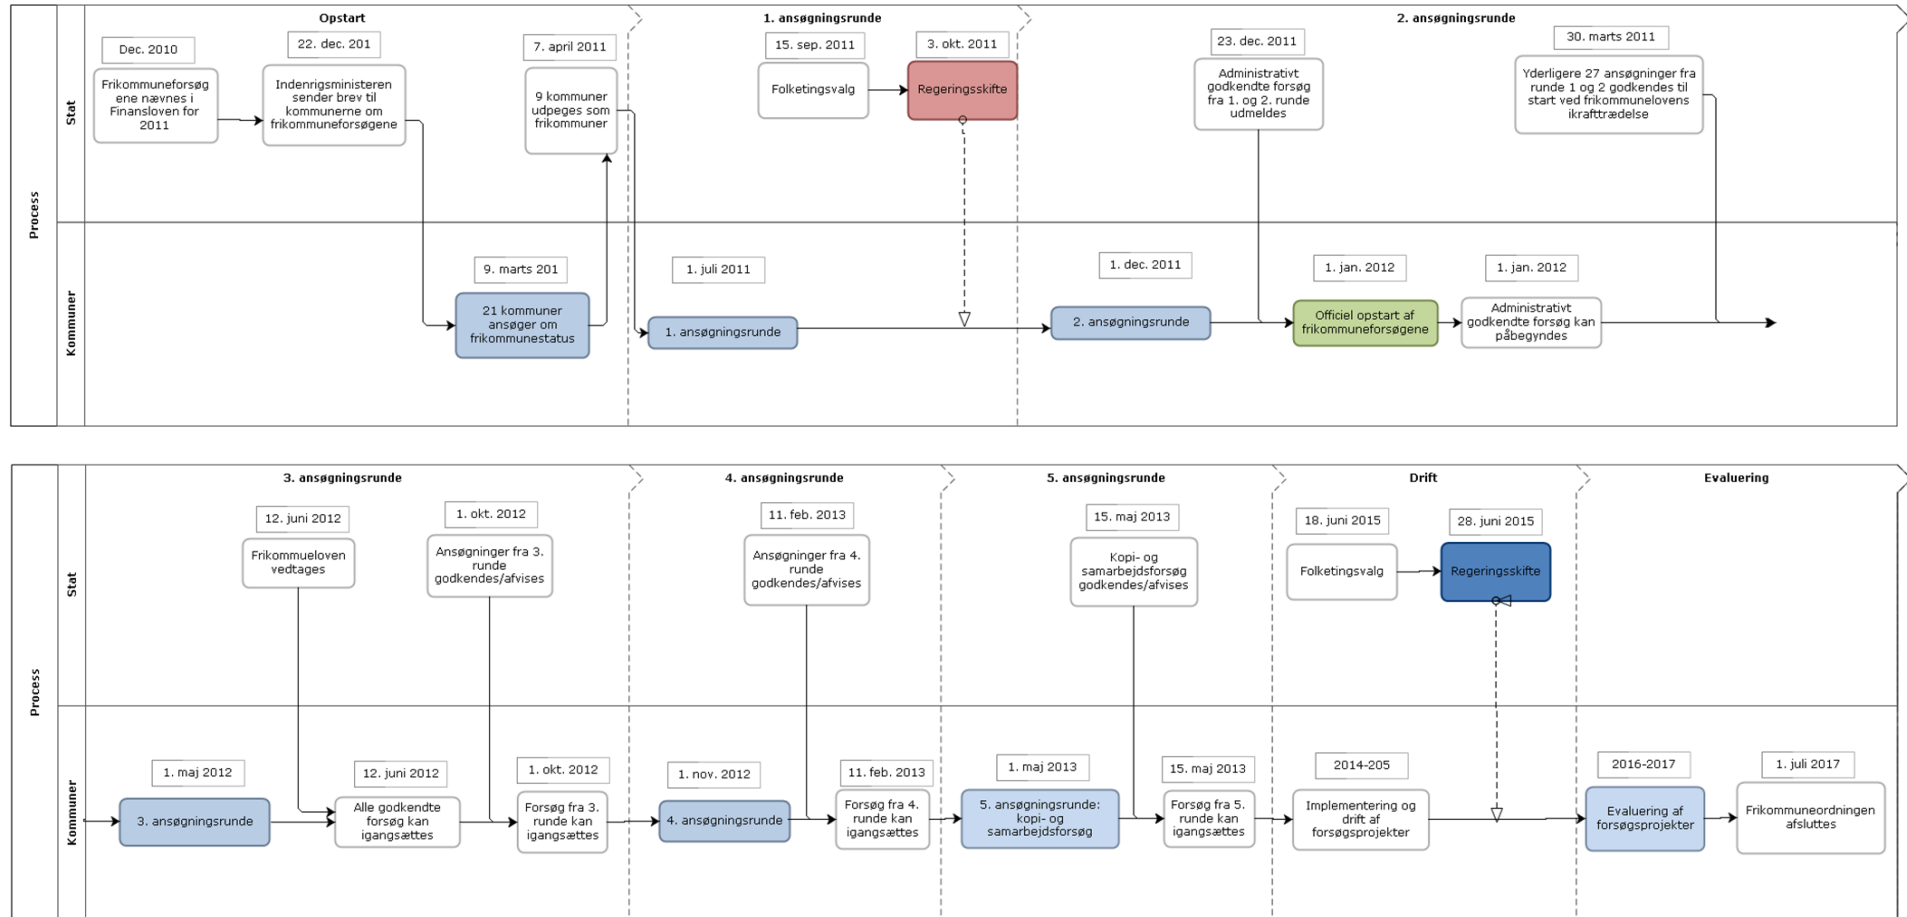 Opstart
1. ansøgningsrunde
2. ansøgningsrunde
Process
Stat
Dec. 2010
Frikommuneforsøg
ene nævnes i
Finansloven for
2011
22. dec. 201
Indenrigsministeren
sender brev til
kommunerne om
frikommuneforsøgene
7. april 2011
9 kommuner
udpeges som
frikommuner
15. sep. 2011
Folketingsvalg
3. okt. 2011
Regeringsskifte
23. dec. 2011
Administrativt
godkendte forsøg
fra 1. og 2. runde
udmeldes
30. marts 2011
Yderligere 27 ansøgninger fra
runde 1 og 2 godkendes til
start ved frikommunelovens
ikrafttrædelse
Kommuner
9. marts 201
21 kommuner
ansøger om
frikommunestatus
1. juli 2011
1. ansøgningsrunde
1. dec. 2011
2. ansøgningsrunde
1. jan. 2012
Officiel opstart af
frikommuneforsøgene
1. jan. 2012
Administrativt
godkendte forsøg kan
påbegyndes
3. ansøgningsrunde
4. ansøgningsrunde
5. ansøgningsrunde
Drift
Evaluering
Process
Stat
12. juni 2012
Frikommueloven
vedtages
1. okt. 2012
Ansøgninger fra 3.
runde
godkendes/afvises
11. feb. 2013
Ansøgninger fra 4.
runde
godkendes/afvises
15. maj 2013
Kopi- og
samarbejdsforsøg
godkendes/afvises
18. juni 2015
Folketingsvalg
28. juni 2015
Regeringsskifte
Kommuner
1. maj 2012
3. ansøgningsrunde
12. juni 2012
Alle godkendte
forsøg kan
igangsættes
1. okt. 2012
Forsøg fra 3.
runde kan
igangsættes
1. nov. 2012
4. ansøgningsrunde
11. feb. 2013
Forsøg fra 4.
runde kan
igangsættes
1. maj 2013
5. ansøgningsrunde:
kopi- og
samarbejdsforsøg
15. maj 2013
Forsøg fra 5.
runde kan
igangsættes
2014-205
Implementering og
drift af
forsøgsprojekter
2016-2017
Evaluering af
forsøgsprojekter
1. juli 2017
Frikommuneordningen
afsluttes